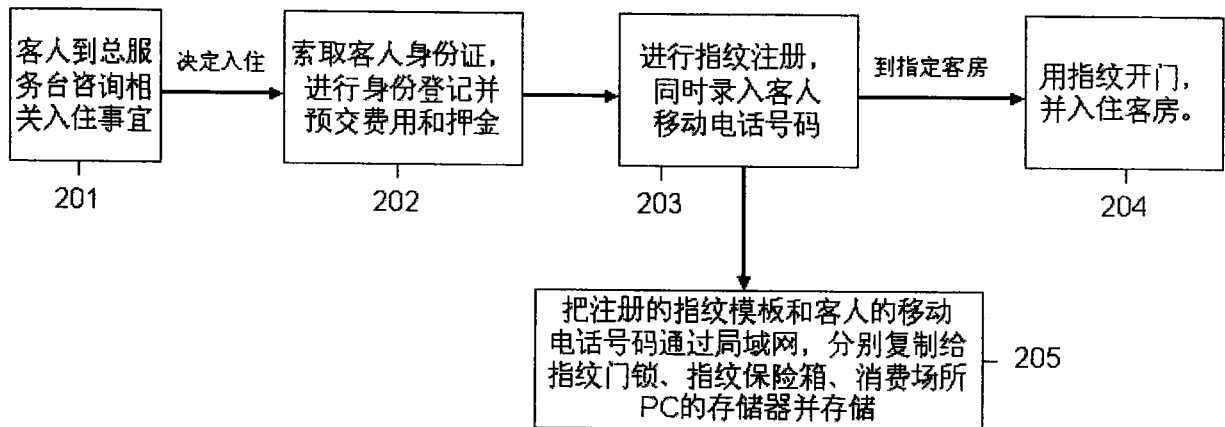 客人到总服
务台咨询相
关入住事宜
201
决定入住
索取客人身份证，
进行身份登记并
预交费用和押金
202
进行指纹注册，
同时录入客人
移动电话号码
203
到指定客房
用指纹开门，
并入住客房。
204
把注册的指纹模板和客人的移动
电话号码通过局域网，分别复制给
指纹门锁、指纹保险箱、消费场所
PC的存储器并存储
205